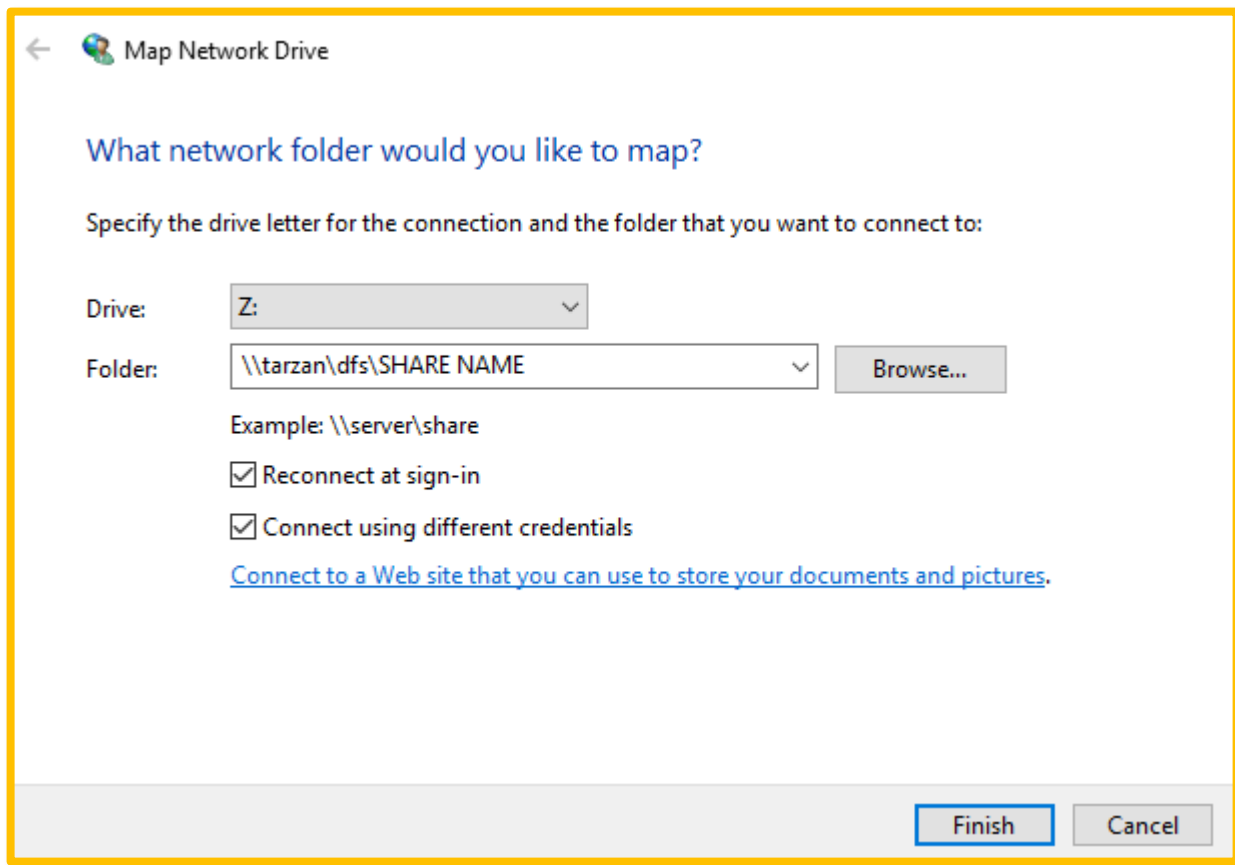 Map Network Drive
What network folder would you like to map?
Specify the drive letter for the connection and the folder that you want to connect to:
Drive: Z:
Folder: \\tarzan\dfs\SHARE NAME Browse...
Example: \\server\share
Reconnect at sign-in
Connect using different credentials
Connect to a Web site that you can use to store your documents and pictures.
Finish Cancel